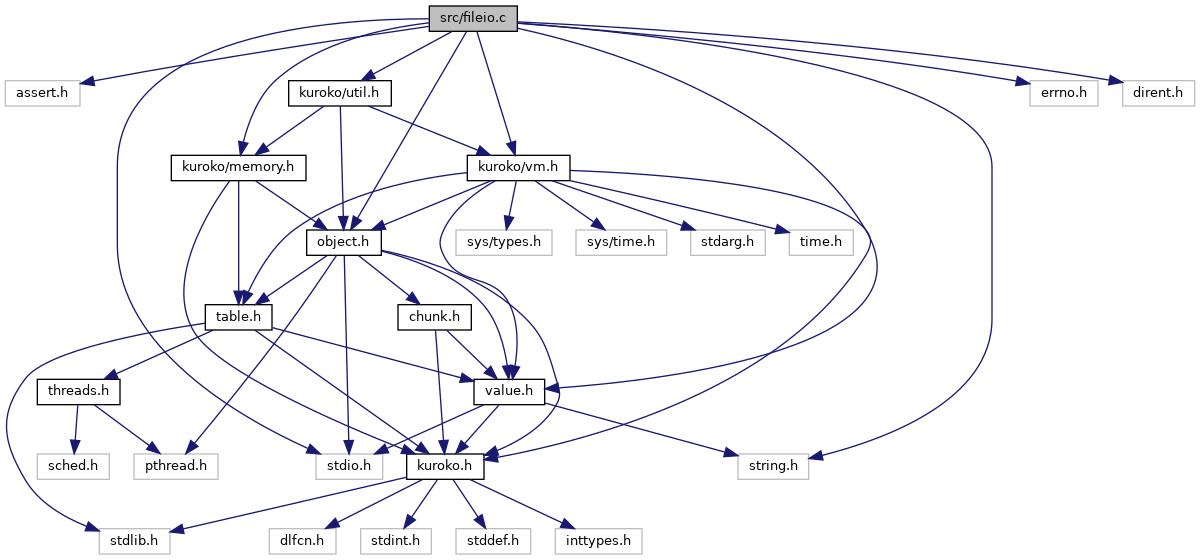 src/fileio.c
assert.h
kuroko/util.h
errno.h
dirent.h
kuroko/memory.h
kuroko/vm.h
object.h
sys/types.h
sys/time.h
stdarg.h
time.h
table.h
chunk.h
threads.h
value.h
sched.h
pthread.h
stdio.h
kuroko.h
string.h
stdlib.h
dlfcn.h
stdint.h
stddef.h
inttypes.h